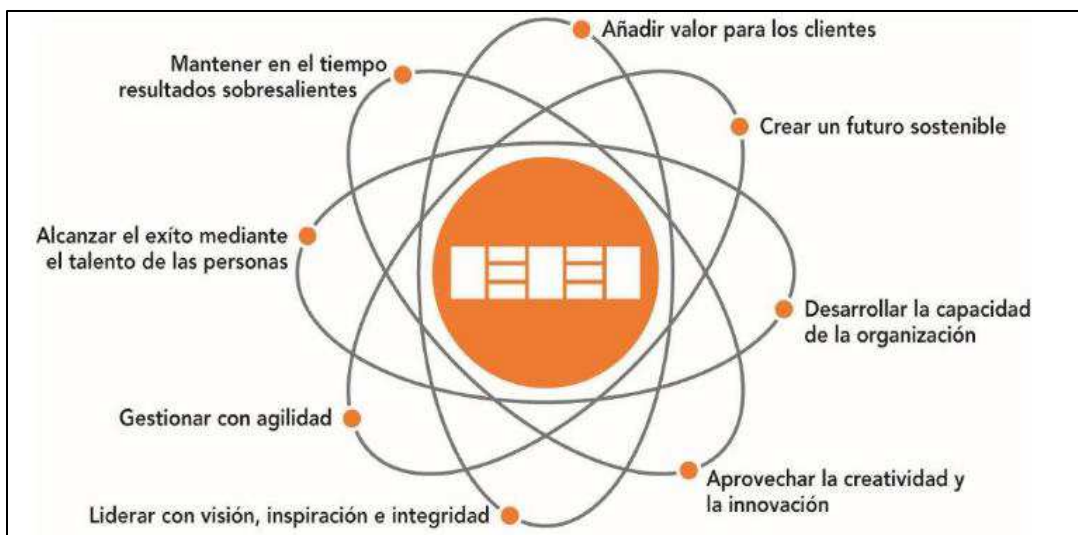 Añadir valor para los clientes
Mantener en el tiempo
resultados sobresalientes
Crear un futuro sostenible
Alcanzar el exíto mediante
el talento de las personas
Desarrollar la capacidad
de la organización
Gestionar con agilidad
Aprovechar la creatividad y
la innovación
Liderar con visión, inspiración e integridad